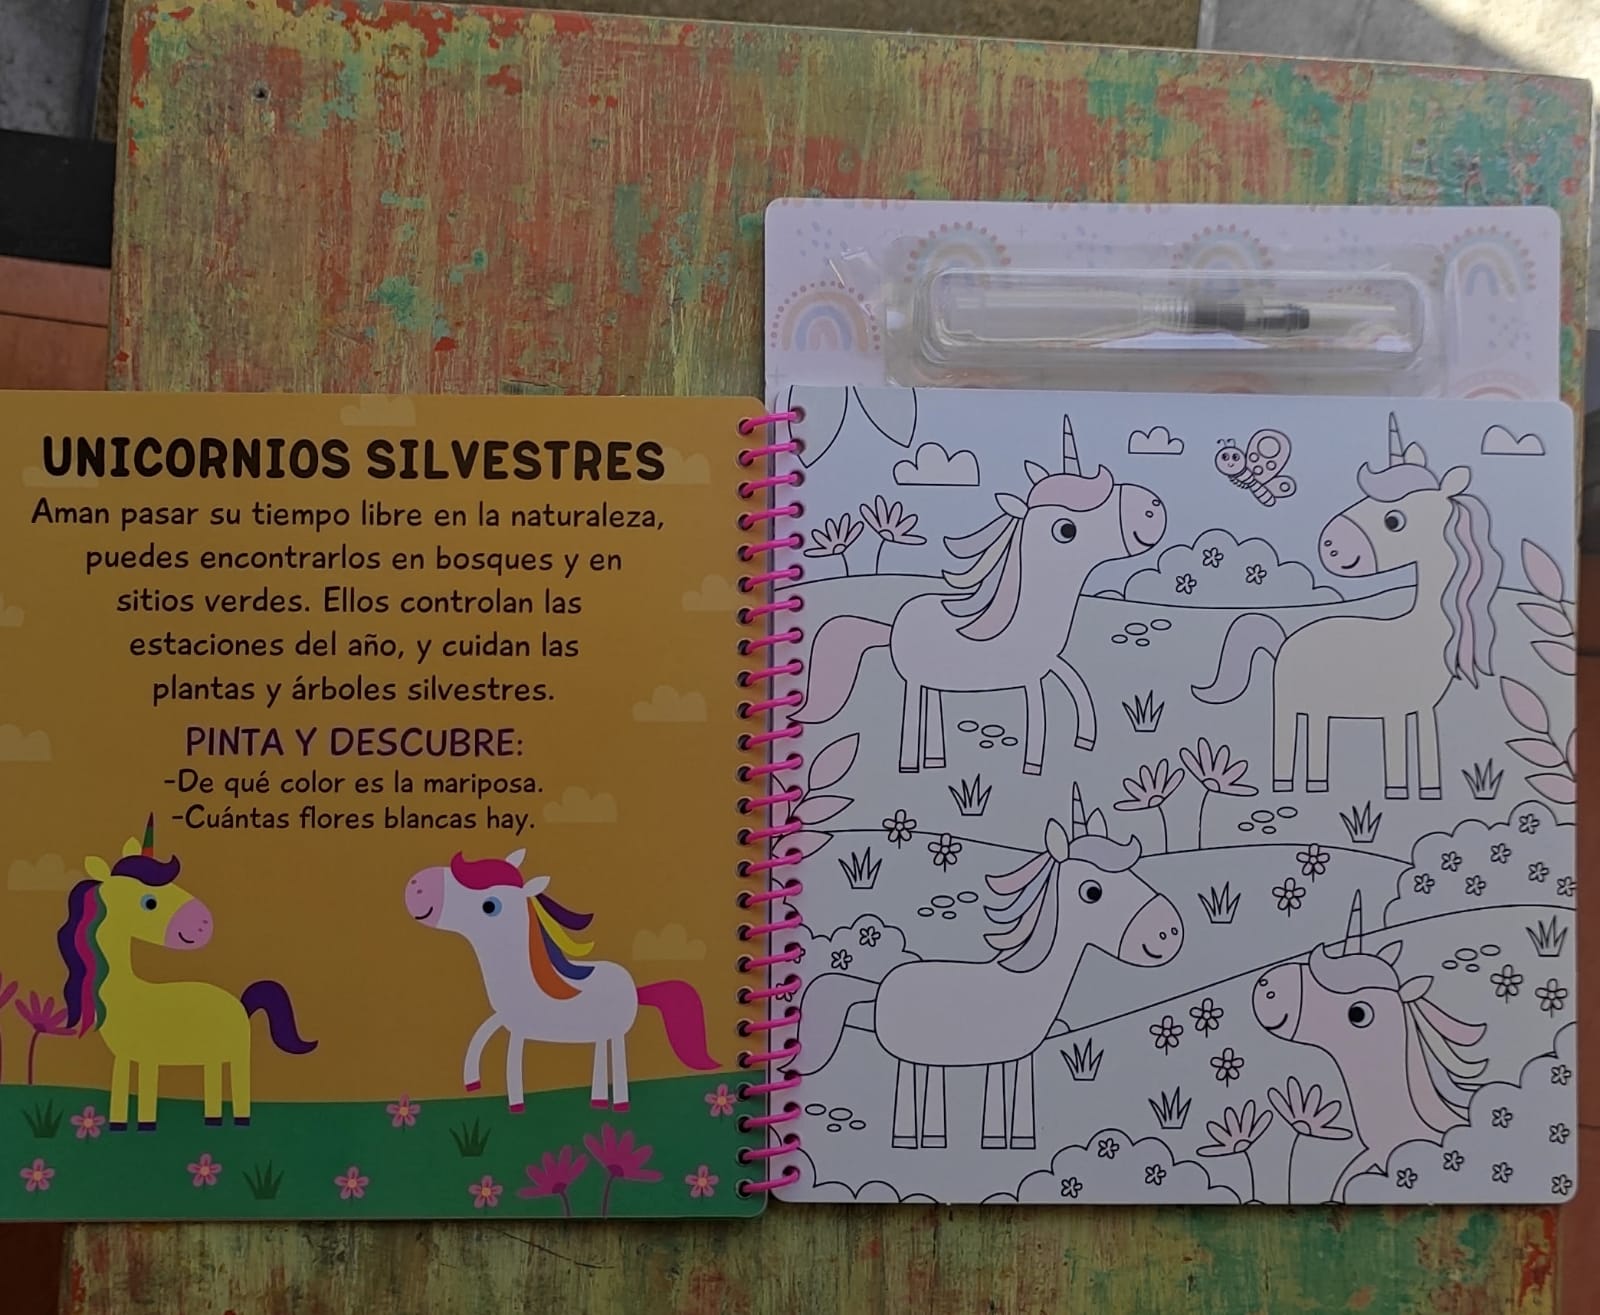 UNICORNIOS SILVESTRES
Aman pasar su tiempo libre en la naturaleza,
puedes encontrarlos en bosques y en
sitios verdes. Ellos controlan las
estaciones del año, y cuidan las
plantas y árboles silvestres.
PINTA Y DESCUBRE:
-De qué color es la mariposa.
-Cuántas flores blancas hay.